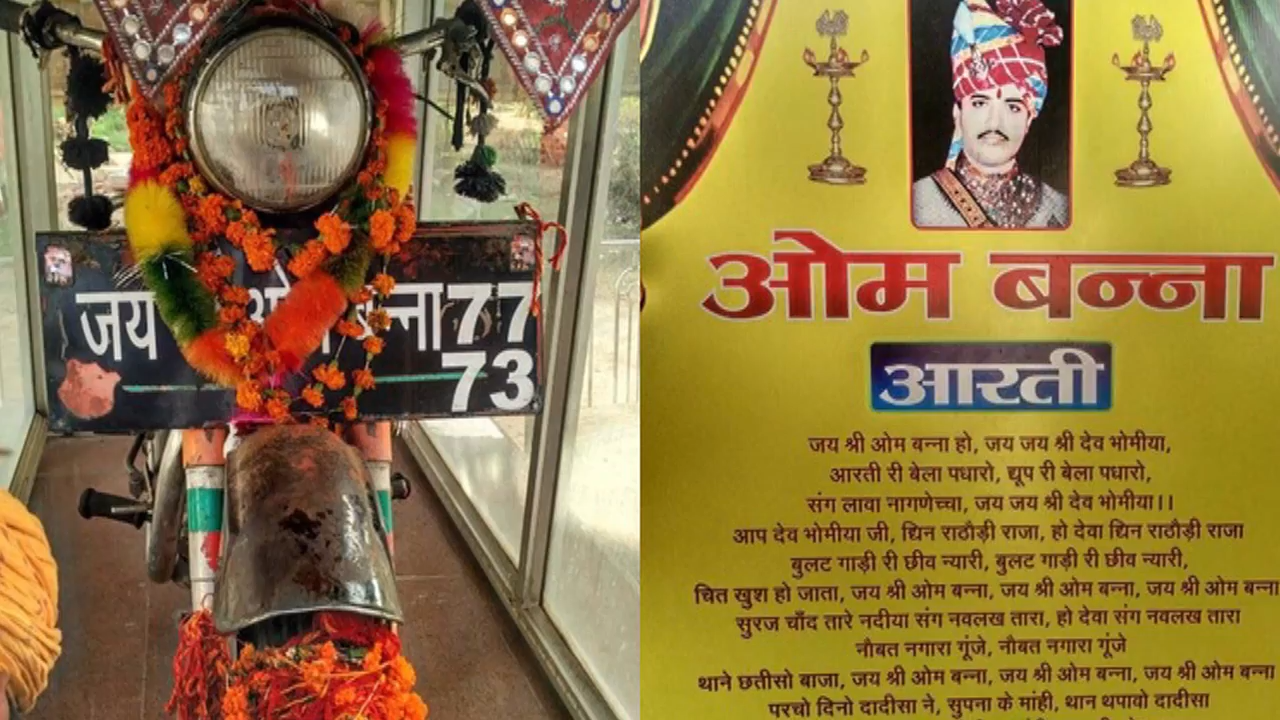 जय ओम बन्ना 77
73
ओम बन्ना
आरती
जय श्री ओम बन्ना हो, जय जय श्री देव भोमीया,
आरती री बेला पधारो, द्यूप री बेला पधारो,
संग लावा नागणेच्चा, जय जय श्री देव भोमीया।।
आप देव भोमीया जी, द्यिन राठौड़ी राजा, हो देवा द्यिन राठौड़ी राजा
बुलट गाड़ी री छीव न्यारी, बुलट गाड़ी री छीव न्यारी,
चित खुश हो जाता, जय श्री ओम बन्ना, जय श्री ओम बन्ना, जय श्री ओम बन्ना
सुरज चाँद तारे नदीया संग नवलख तारा, हो देवा संग नवलख तारा
नौबत नगारा गूंजे, नौबत नगारा गूंजे
थाने छतीसो बाजा, जय श्री ओम बन्ना, जय श्री ओम बन्ना, जय श्री ओम बन्ना
परचो दिनो दादीसा ने, सुपना के मांही, थान थपावो दादीसा